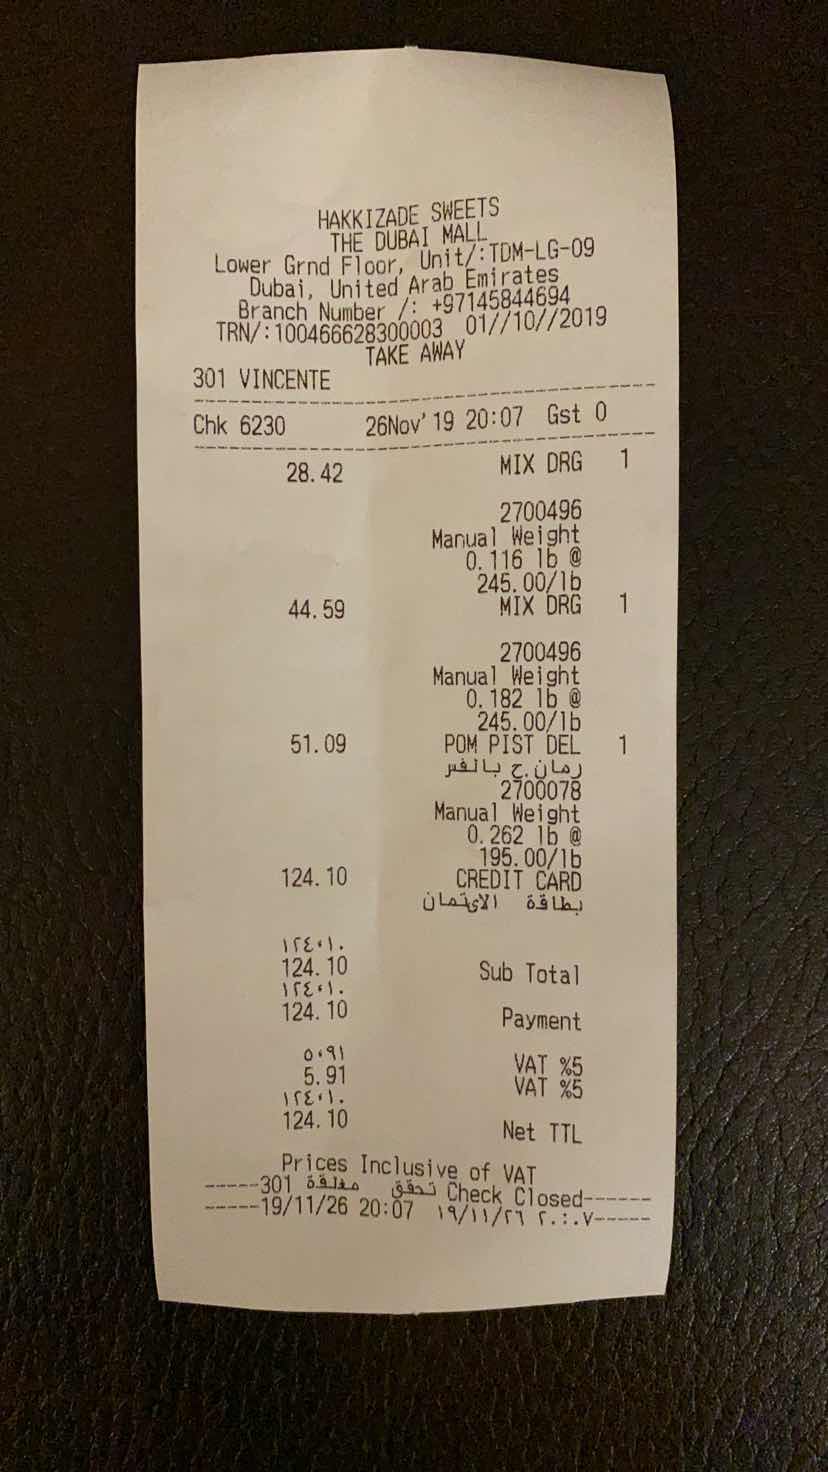 HAKKIZADE SWEETS
THE DUBAI MALL
Lower Grnd Floor, Unit/:TDM-LG-09
Dubai, United Arab Emirates
Branch Number /: +97145844694
TRN/:100466628300003 01//10//2019
TAKE AWAY
301 VINCENTE
Chk 6230 26Nov'19 20:07 Gst 0
28.42 MIX DRG 1
2700496
Manual Weight
0.116 lb @
245.00/lb
44.59 MIX DRG 1
2700496
Manual Weight
0.182 lb @
245.00/lb
51.09 POM PIST DEL 1
رمان.ح بالفس
2700078
Manual Weight
0.262 lb @
195.00/lb
124.10 CREDIT CARD
بطاقة الائتمان
١٢٤،١٠
124.10 Sub Total
١٢٤،١٠
124.10 Payment
٥،٩١ VAT %5
5.91 VAT %5
١٢٤،١٠
124.10 Net TTL
Prices Inclusive of VAT
-----301 تحقق مغلقة Check Closed------
-----19/11/26 20:07 ١٩/١١/٢٦ ٢٠:٠٧-----